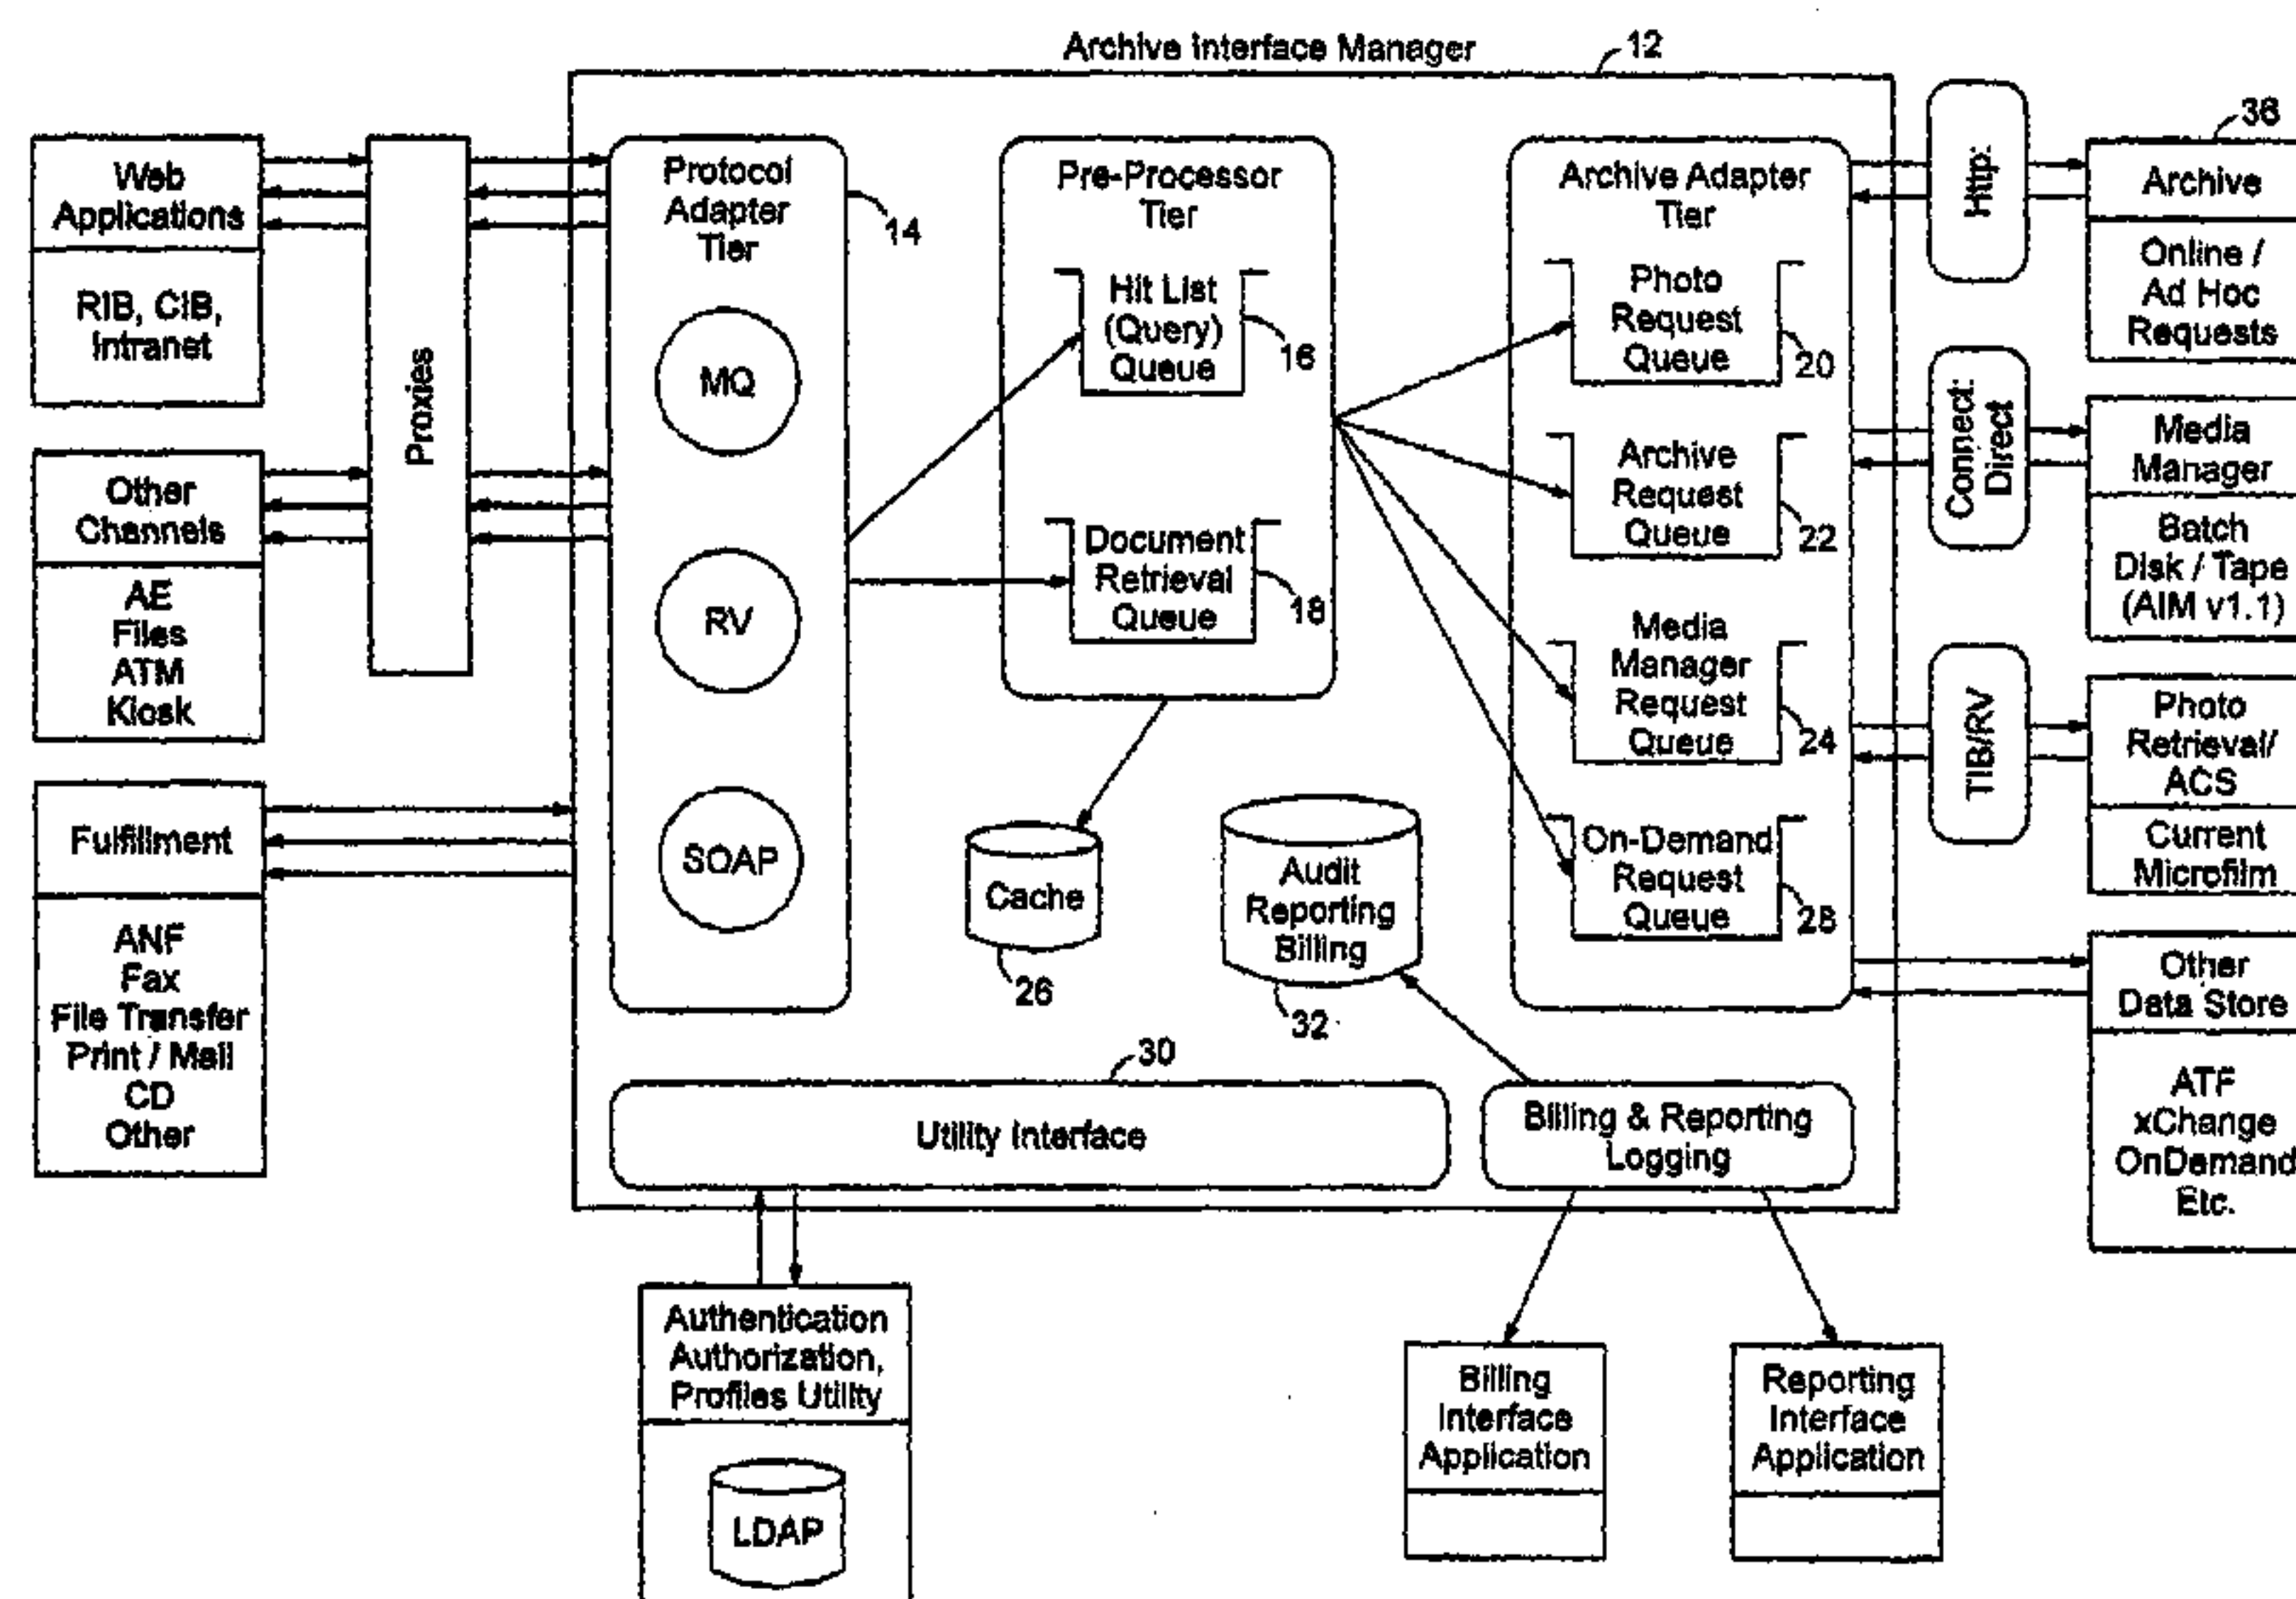 Archive Interface Manager
12
Web
Applications
RIB, CIB,
Intranet
Other
Channels
AE
Files
ATM
Kiosk
Fulfillment
ANF
Fax
File Transfer
Print / Mail
CD
Other
Proxies
Protocol
Adapter
Tier
14
MQ
RV
SOAP
Pre-Processor
Tier
Hit List
(Query)
Queue
16
Document
Retrieval
Queue
18
Cache
26
Audit
Reporting
Billing
32
Archive Adapter
Tier
Photo
Request
Queue
20
Archive
Request
Queue
22
Media
Manager
Request
Queue
24
On-Demand
Request
Queue
28
Utility Interface
30
Billing & Reporting
Logging
Http:
Connect:
Direct
TIB/RV
36
Archive
Online /
Ad Hoc
Requests
Media
Manager
Batch
Disk / Tape
(AIM v1.1)
Photo
Retrieval/
ACS
Current
Microfilm
Other
Data Store
ATF
xChange
OnDemand
Etc.
Authentication
Authorization,
Profiles Utility
LDAP
Billing
Interface
Application
Reporting
Interface
Application